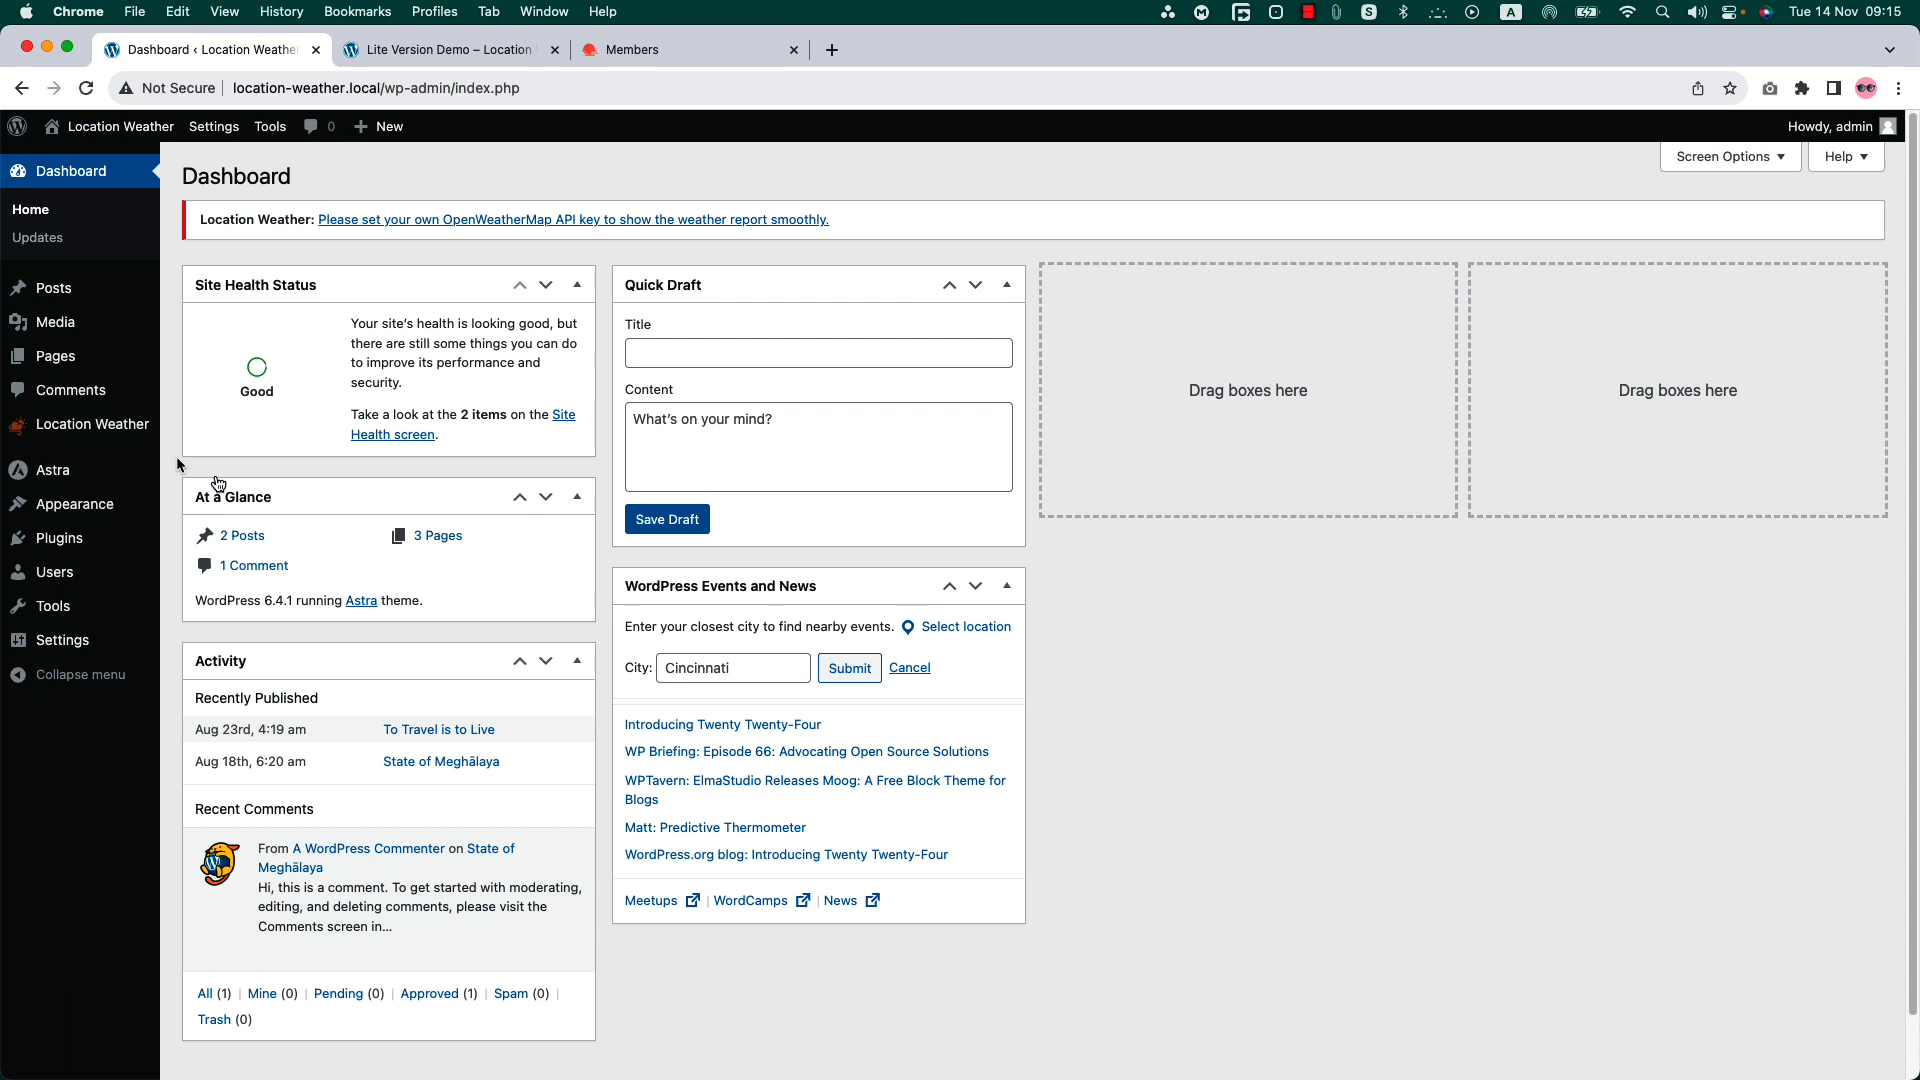 Chrome File Edit View History Bookmarks Profiles Tab Window Help Tue 14 Nov 09:15
Dashboard ‹ Location Weather Lite Version Demo – Location Members
Not Secure location-weather.local/wp-admin/index.php
Location Weather Settings Tools 0 New Howdy, admin
Dashboard
Home
Updates
Posts
Media
Pages
Comments
Location Weather
Astra
Appearance
Plugins
Users
Tools
Settings
Collapse menu
Screen Options Help
Dashboard
Location Weather: Please set your own OpenWeatherMap API key to show the weather report smoothly.
Site Health Status
Good
Your site's health is looking good, but
there are still some things you can do
to improve its performance and
security.
Take a look at the 2 items on the Site
Health screen.
At a Glance
2 Posts 3 Pages
1 Comment
WordPress 6.4.1 running Astra theme.
Activity
Recently Published
Aug 23rd, 4:19 am To Travel is to Live
Aug 18th, 6:20 am State of Meghālaya
Recent Comments
From A WordPress Commenter on State of
Meghālaya
Hi, this is a comment. To get started with moderating,
editing, and deleting comments, please visit the
Comments screen in...
All (1) | Mine (0) | Pending (0) | Approved (1) | Spam (0) |
Trash (0)
Quick Draft
Title
Content
What's on your mind?
Save Draft
WordPress Events and News
Enter your closest city to find nearby events. Select location
City: Cincinnati Submit Cancel
Introducing Twenty Twenty-Four
WP Briefing: Episode 66: Advocating Open Source Solutions
WPTavern: ElmaStudio Releases Moog: A Free Block Theme for
Blogs
Matt: Predictive Thermometer
WordPress.org blog: Introducing Twenty Twenty-Four
Meetups | WordCamps | News
Drag boxes here Drag boxes here